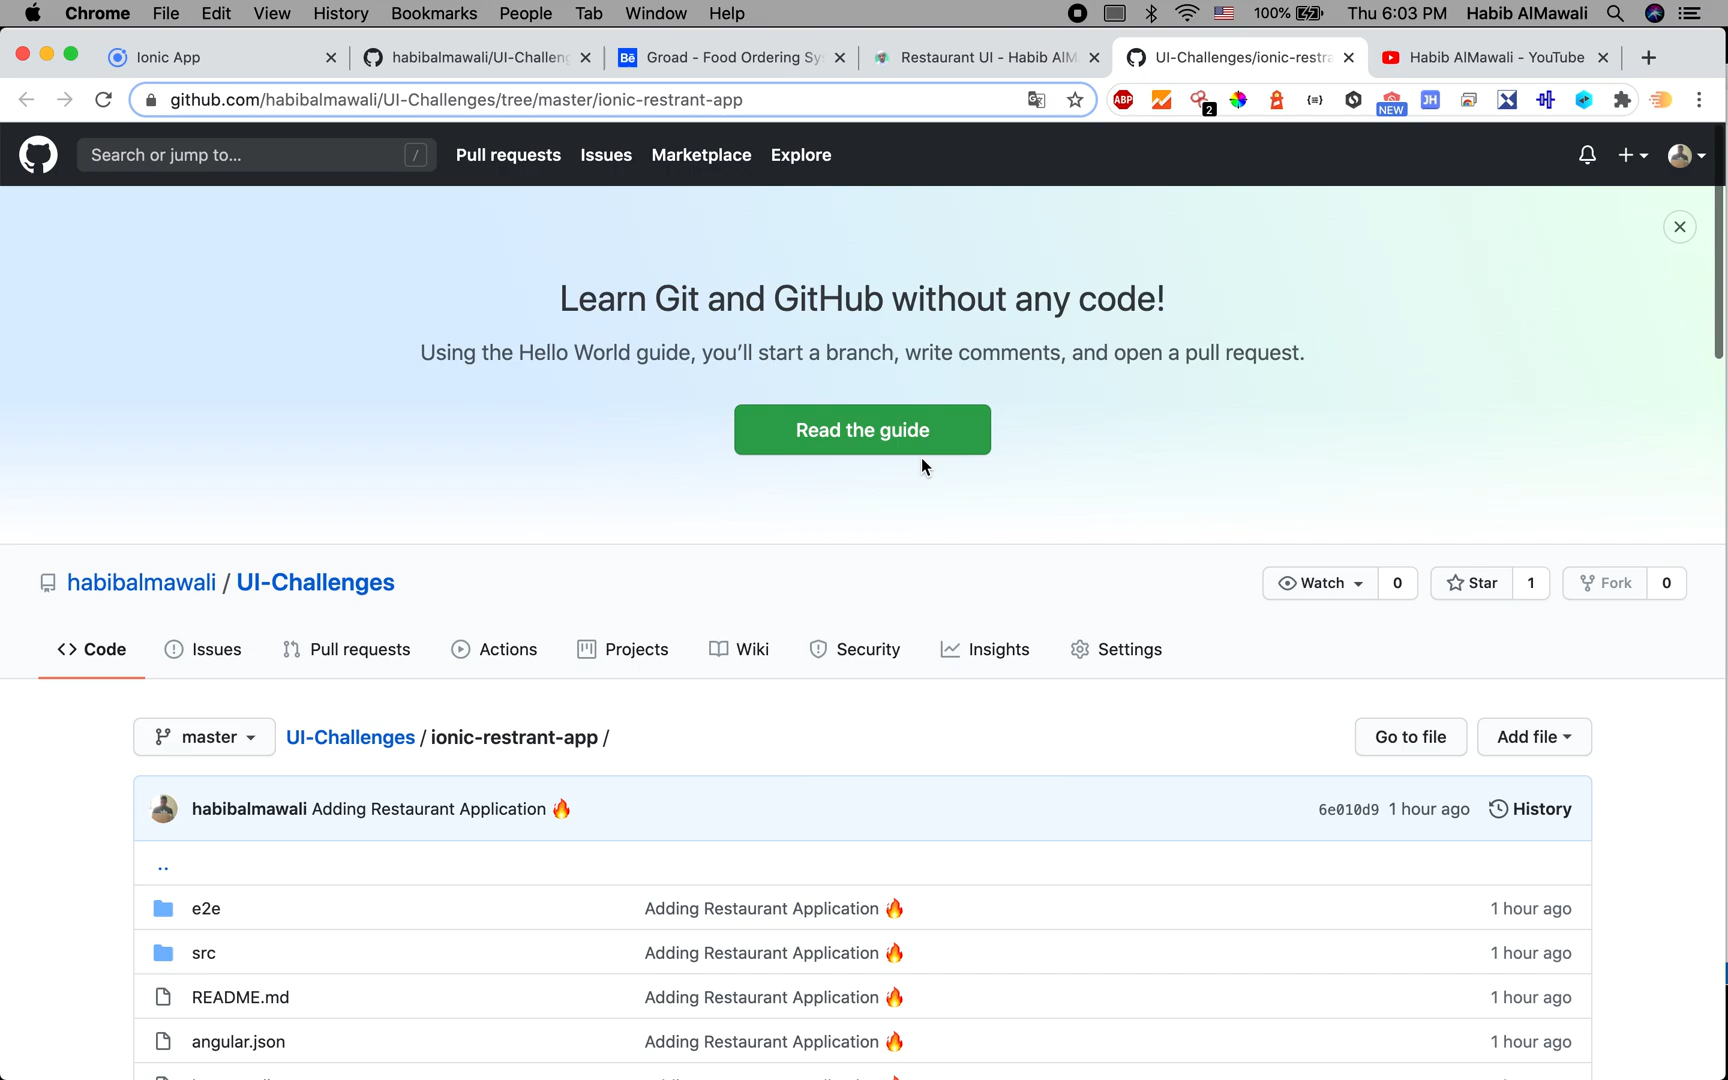 Chrome File Edit View History Bookmarks People Tab Window Help 100% Thu 6:03 PM Habib AlMawali
Ionic App habibalmawali/UI-Challeng Bē Groad - Food Ordering Sy Restaurant UI - Habib AlM UI-Challenges/ionic-restra Habib AlMawali - YouTube
github.com/habibalmawali/UI-Challenges/tree/master/ionic-restrant-app ABP 2 NEW JH
Search or jump to... / Pull requests Issues Marketplace Explore
Learn Git and GitHub without any code!
Using the Hello World guide, you’ll start a branch, write comments, and open a pull request.
Read the guide
habibalmawali / UI-Challenges Watch 0 Star 1 Fork 0
Code Issues Pull requests Actions Projects Wiki Security Insights Settings
master UI-Challenges / ionic-restrant-app / Go to file Add file
habibalmawali Adding Restaurant Application 🔥 6e010d9 1 hour ago History
..
e2e Adding Restaurant Application 🔥 1 hour ago
src Adding Restaurant Application 🔥 1 hour ago
README.md Adding Restaurant Application 🔥 1 hour ago
angular.json Adding Restaurant Application 🔥 1 hour ago